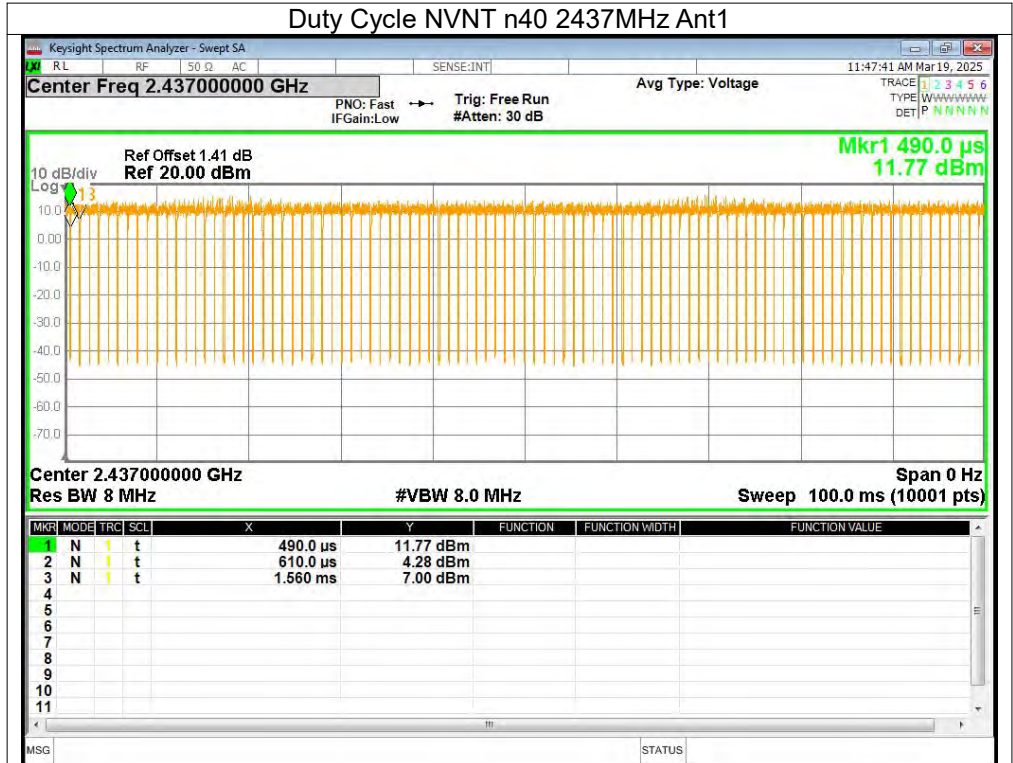 Duty Cycle NVNT n40 2437MHz Ant1
Keysight Spectrum Analyzer - Swept SA
LXI RL RF 50 Ω AC SENSE:INT 11:47:41 AM Mar 19, 2025
Center Freq 2.437000000 GHz Avg Type: Voltage TRACE 1 2 3 4 5 6
PNO: Fast Trig: Free Run TYPE WWWWWW
IFGain:Low #Atten: 30 dB DET P N N N N N
Mkr1 490.0 µs
11.77 dBm
Ref Offset 1.41 dB
10 dB/div Ref 20.00 dBm
Log
1 3
10.0
0.00
-10.0
-20.0
-30.0
-40.0
-50.0
-60.0
-70.0
Center 2.437000000 GHz Span 0 Hz
Res BW 8 MHz #VBW 8.0 MHz Sweep 100.0 ms (10001 pts)
MKR MODE TRC SCL X Y FUNCTION FUNCTION WIDTH FUNCTION VALUE
1 N 1 t 490.0 µs 11.77 dBm
2 N 1 t 610.0 µs 4.28 dBm
3 N 1 t 1.560 ms 7.00 dBm
4
5
6
7
8
9
10
11
MSG STATUS